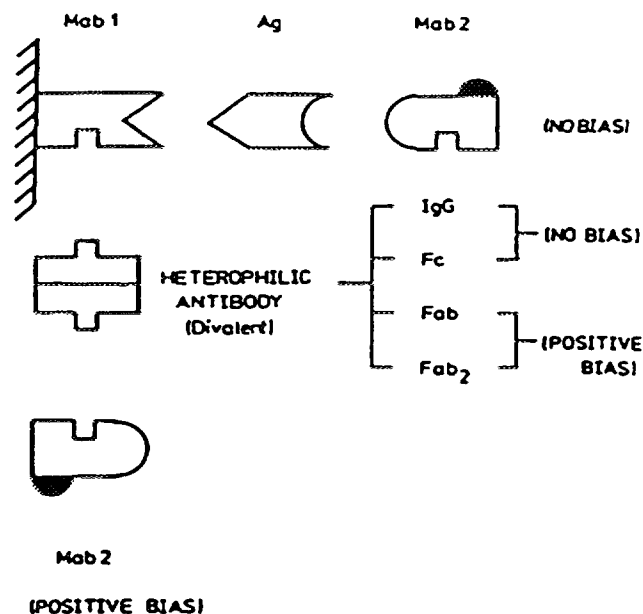 Mab 1 Ag Mab 2
(NO BIAS)
IgG
(NO BIAS)
Fc
HETEROPHILIC
ANTIBODY
(Divalent)
Fab
(POSITIVE
BIAS)
Fab2
Mab 2
(POSITIVE BIAS)